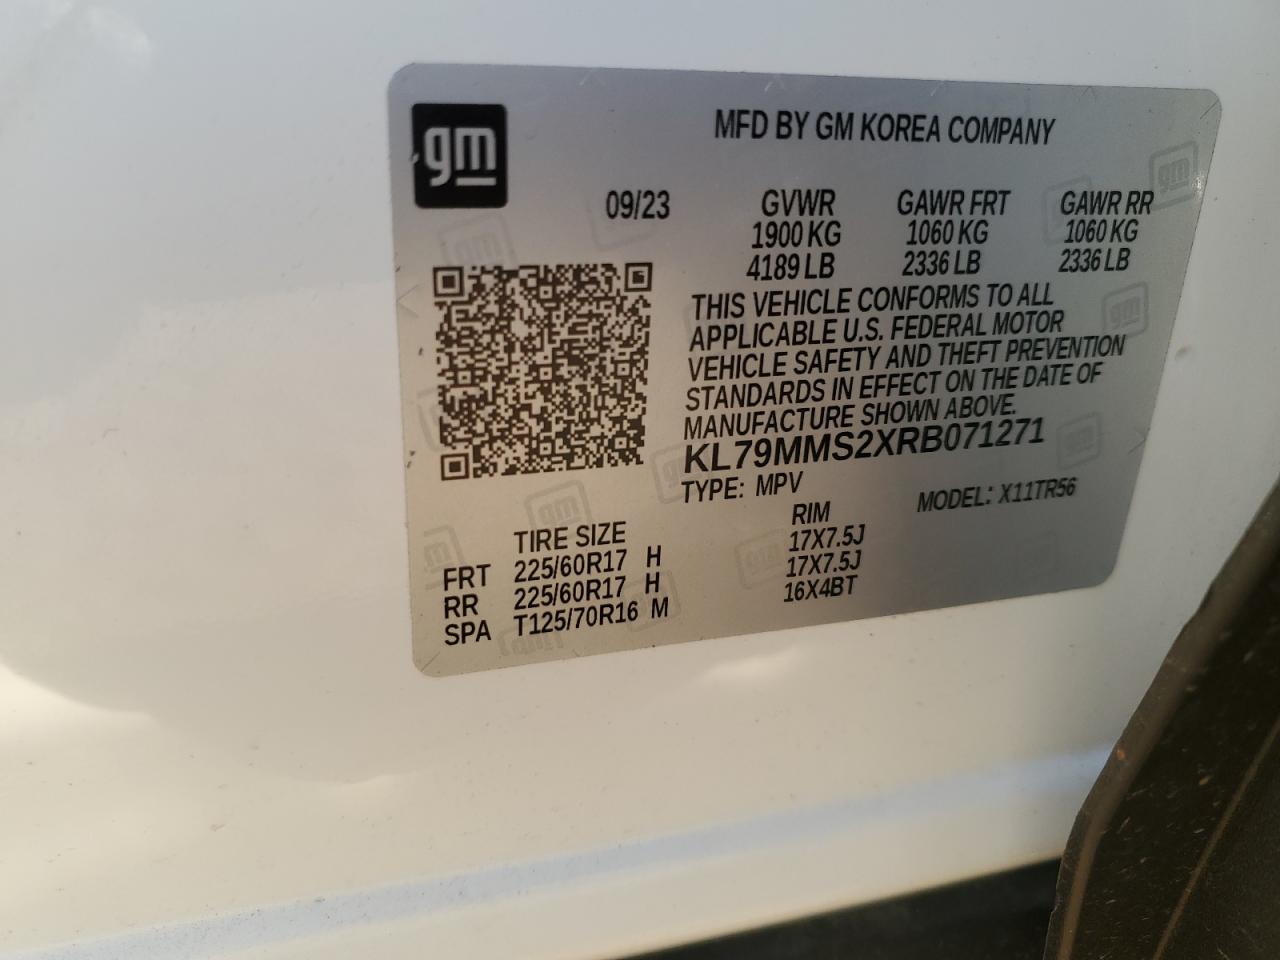 gm
MFD BY GM KOREA COMPANY
09/23 GVWR GAWR FRT GAWR RR
1900 KG 1060 KG 1060 KG
4189 LB 2336 LB 2336 LB
THIS VEHICLE CONFORMS TO ALL
APPLICABLE U.S. FEDERAL MOTOR
VEHICLE SAFETY AND THEFT PREVENTION
STANDARDS IN EFFECT ON THE DATE OF
MANUFACTURE SHOWN ABOVE.
KL79MMS2XRB071271
TYPE: MPV MODEL: X11TR56
TIRE SIZE RIM
FRT 225/60R17 H 17X7.5J
RR 225/60R17 H 17X7.5J
SPA T125/70R16 M 16X4BT